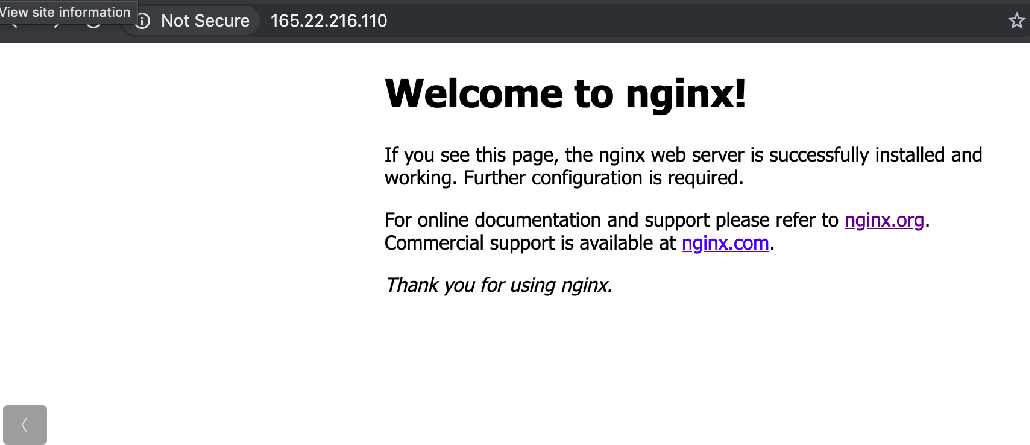 View site information
Not Secure 165.22.216.110
Welcome to nginx!
If you see this page, the nginx web server is successfully installed and
working. Further configuration is required.
For online documentation and support please refer to nginx.org.
Commercial support is available at nginx.com.
Thank you for using nginx.